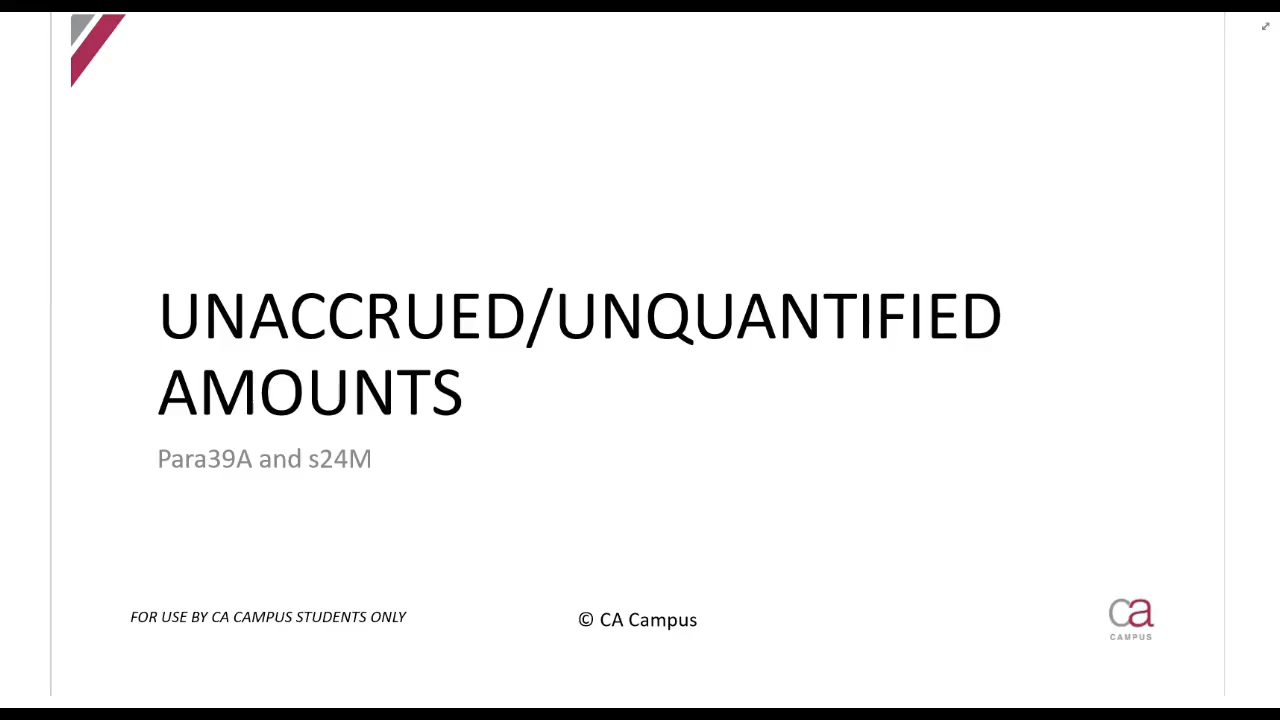 UNACCRUED/UNQUANTIFIED
AMOUNTS
Para39A and s24M
FOR USE BY CA CAMPUS STUDENTS ONLY
© CA Campus
ca
CAMPUS